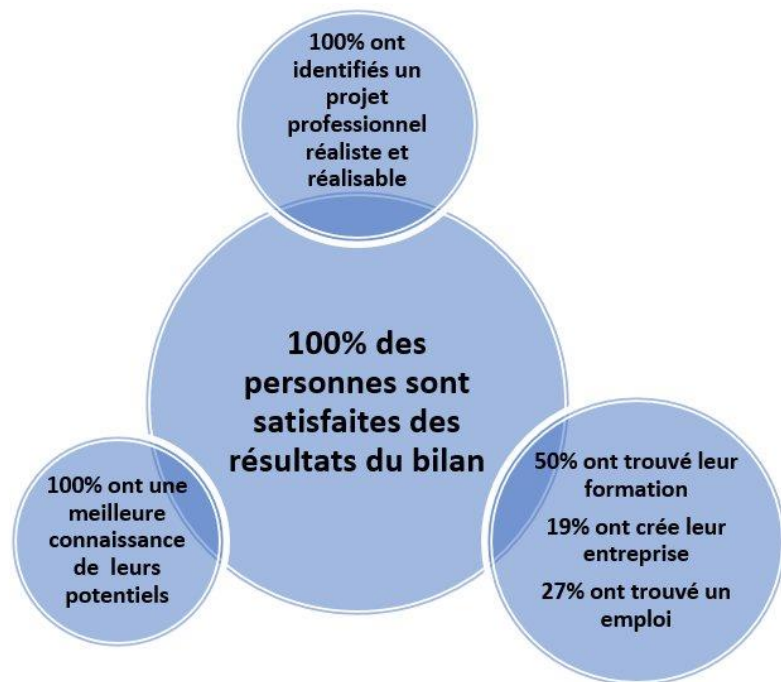 100% ont
identifiés un
projet
professionnel
réaliste et
réalisable
100% des
personnes sont
satisfaites des
résultats du bilan
100% ont une
meilleure
connaissance
de leurs
potentiels
50% ont trouvé leur
formation
19% ont crée leur
entreprise
27% ont trouvé un
emploi